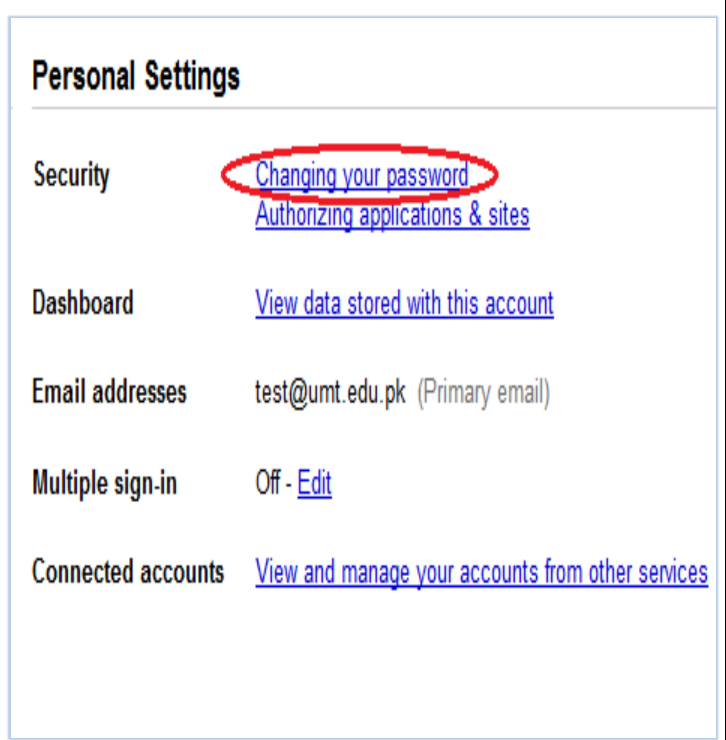 Personal Settings
Security Changing your password
Authorizing applications & sites
Dashboard View data stored with this account
Email addresses test@umt.edu.pk (Primary email)
Multiple sign-in Off - Edit
Connected accounts View and manage your accounts from other services